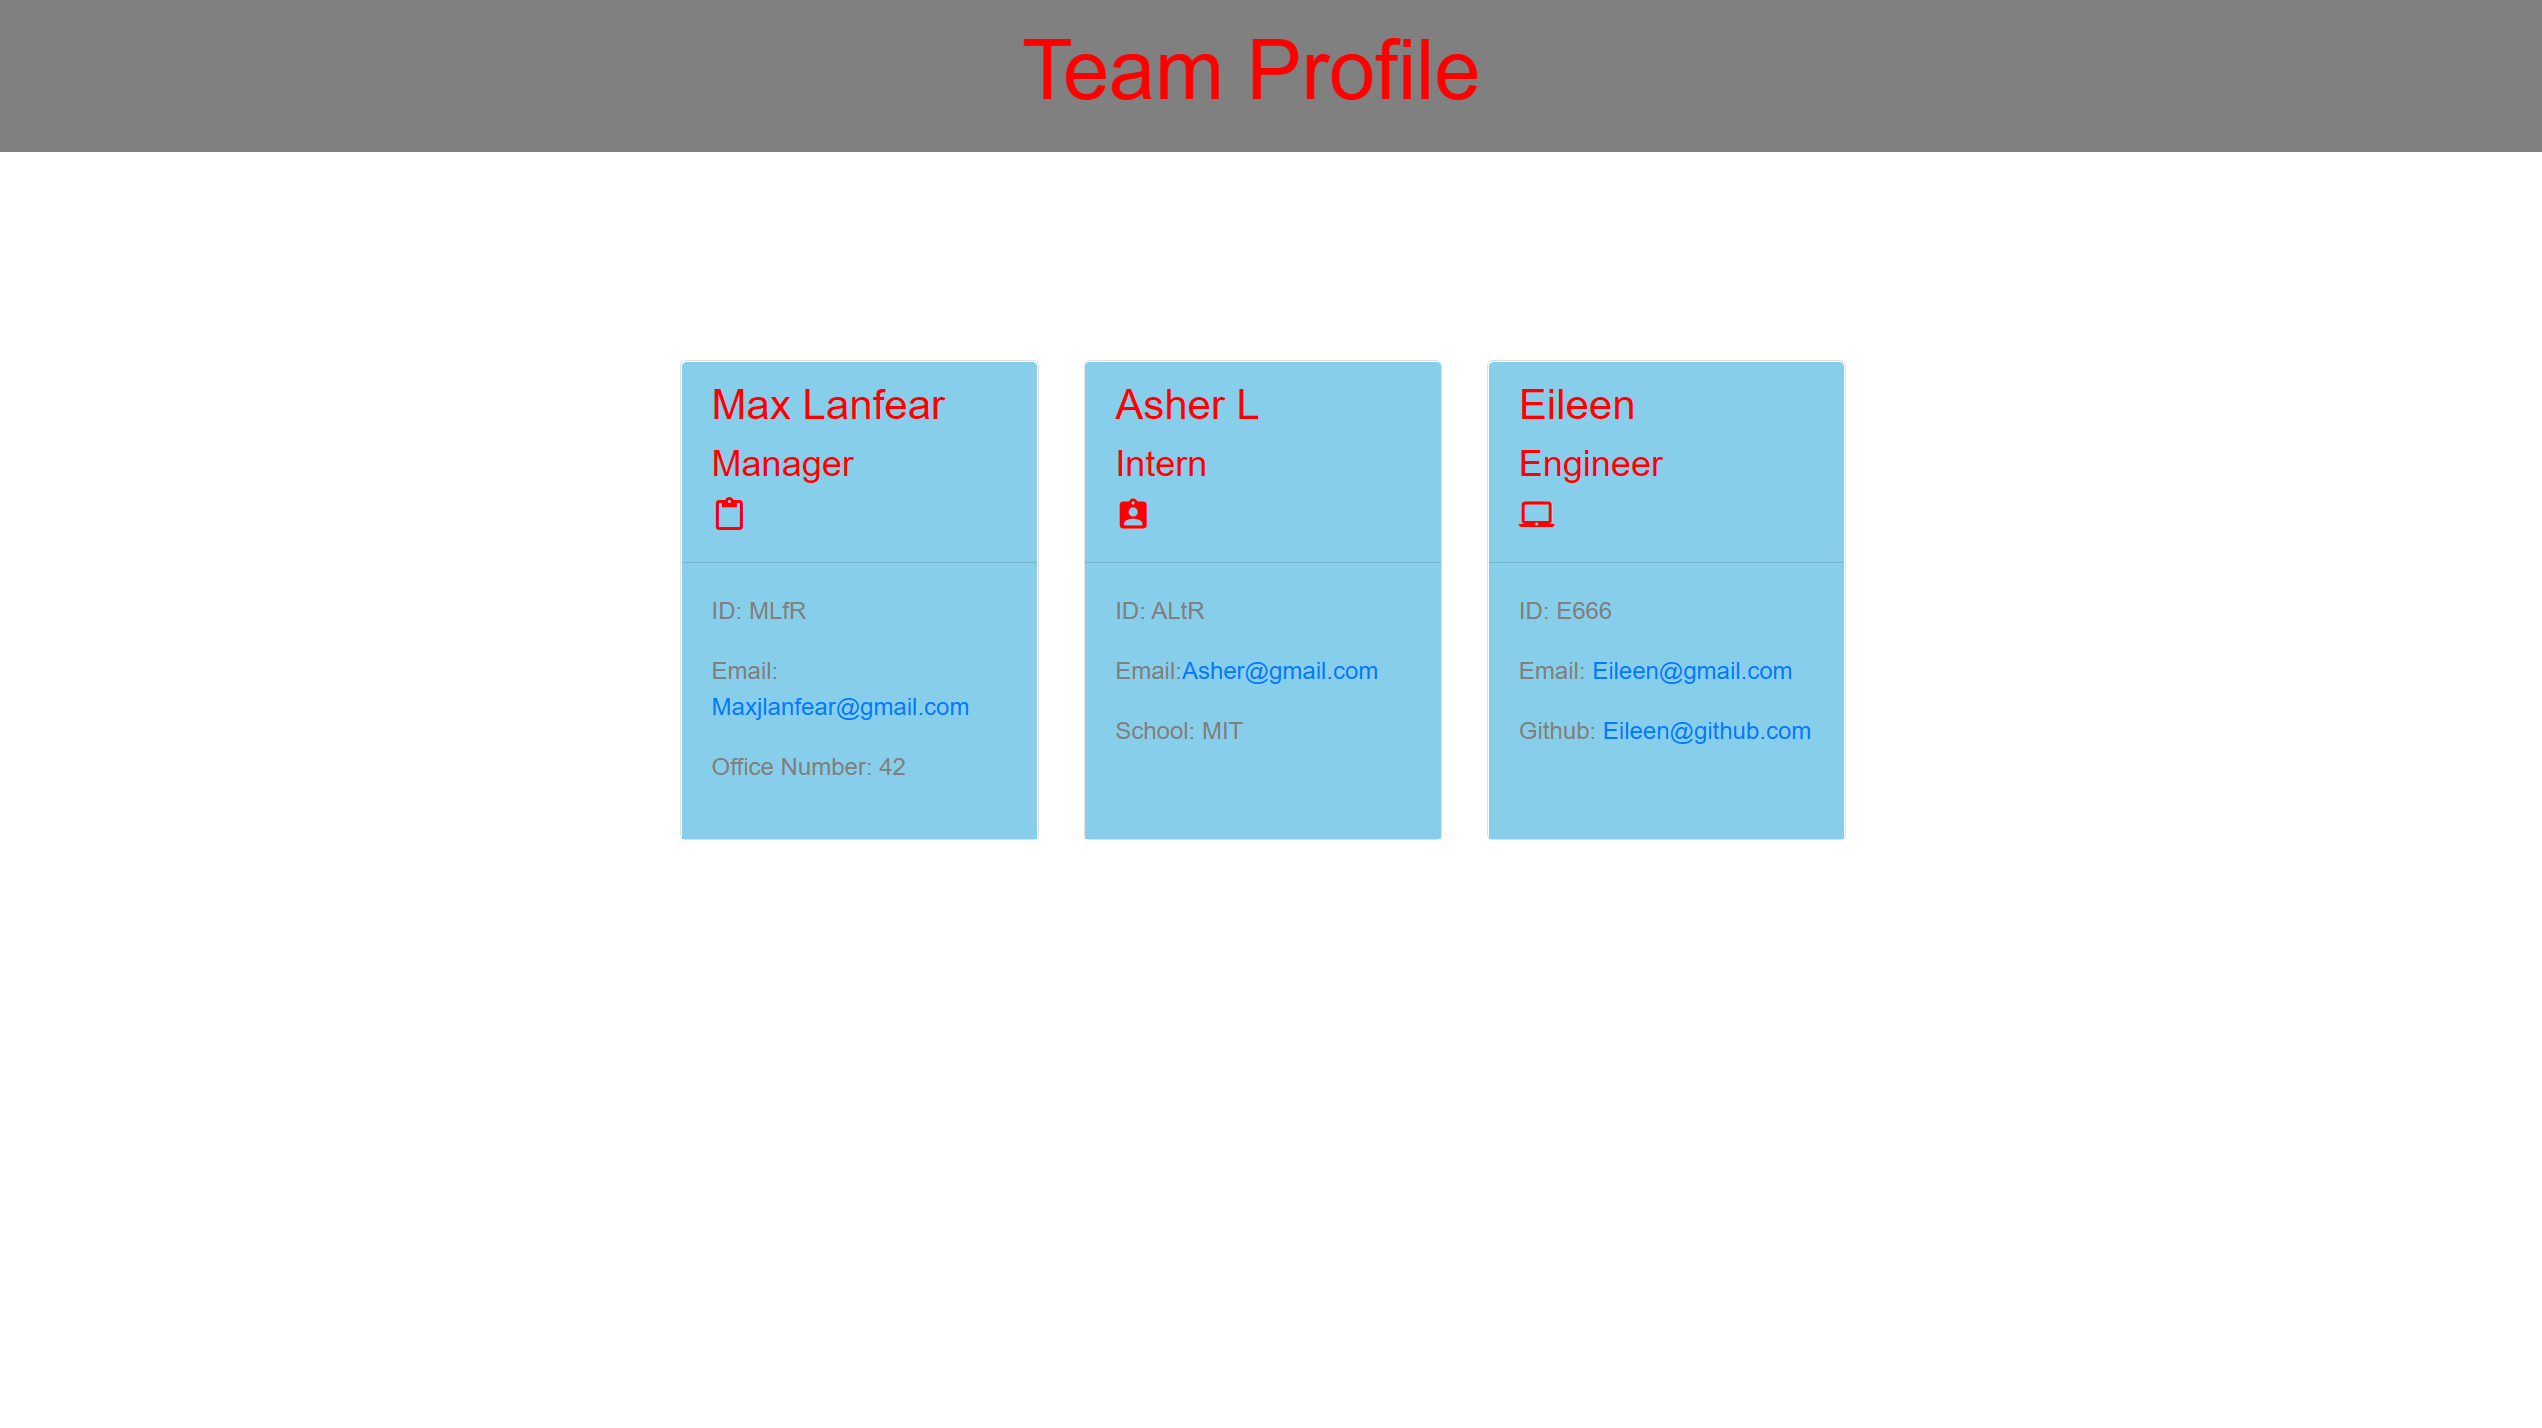 Team Profile
Max Lanfear
Manager
ID: MLfR
Email:
Maxjlanfear@gmail.com
Office Number: 42
Asher L
Intern
ID: ALtR
Email:Asher@gmail.com
School: MIT
Eileen
Engineer
ID: E666
Email: Eileen@gmail.com
Github: Eileen@github.com